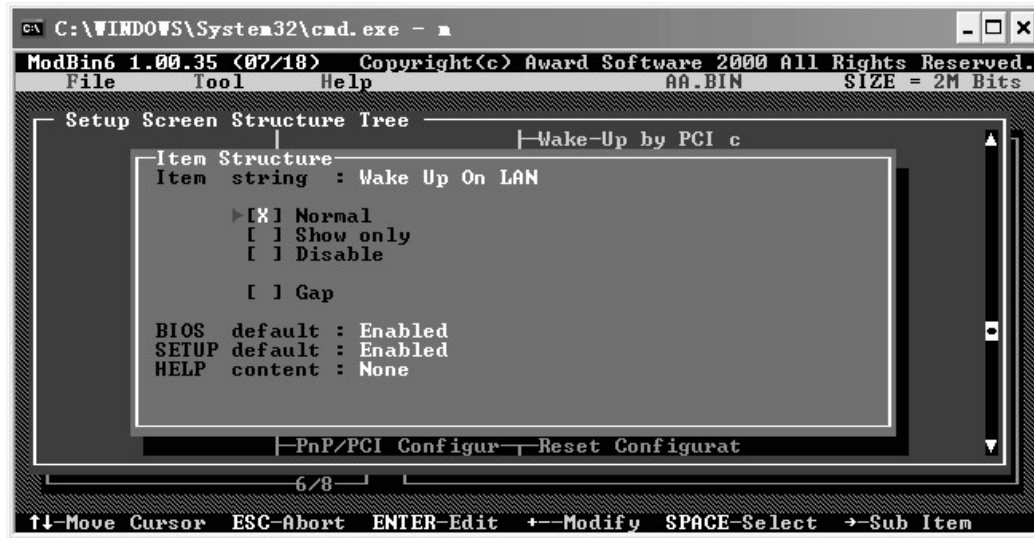 C:\WINDOWS\System32\cmd.exe - m
ModBin6 1.00.35 (07/18) Copyright(c) Award Software 2000 All Rights Reserved.
File Tool Help AA.BIN SIZE = 2M Bits
Setup Screen Structure Tree
Wake-Up by PCI c
Item Structure
Item string : Wake Up On LAN
[X] Normal
[ ] Show only
[ ] Disable
[ ] Gap
BIOS default : Enabled
SETUP default : Enabled
HELP content : None
PnP/PCI Configur Reset Configurat
6/8
↑↓-Move Cursor ESC-Abort ENTER-Edit +--Modify SPACE-Select →-Sub Item